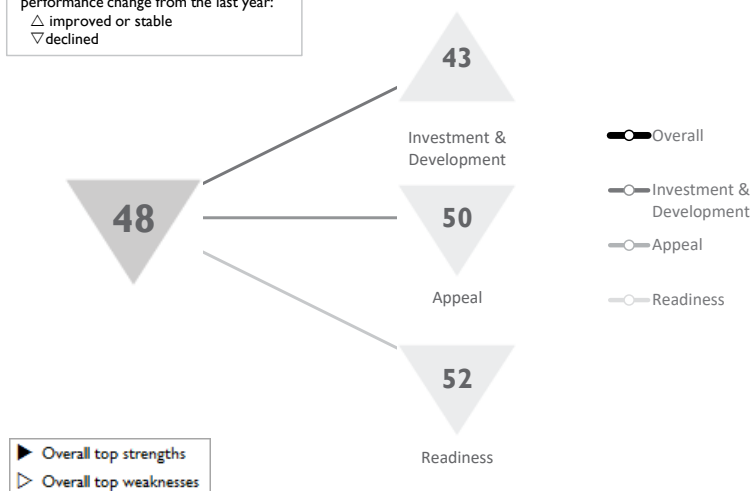 performance change from the last year:
△ improved or stable
▽ declined
43
Investment &
Development
48
50
Appeal
52
Readiness
Overall
Investment &
Development
Appeal
Readiness
▶ Overall top strengths
▷ Overall top weaknesses